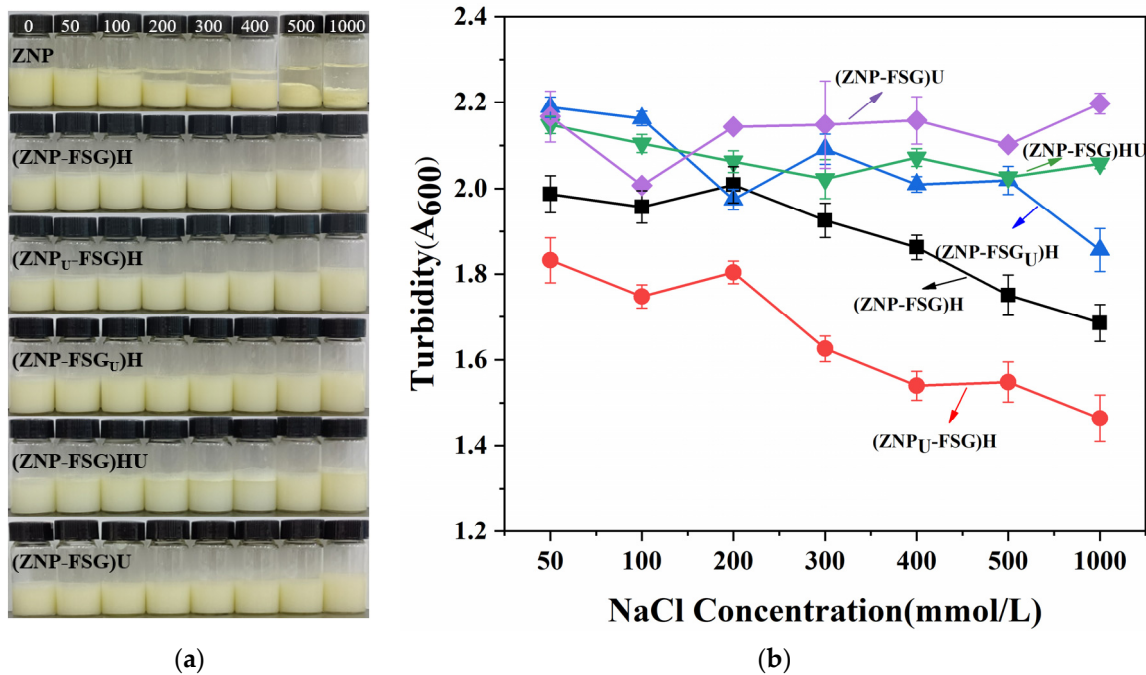 0 50 100 200 300 400 500 1000
ZNP
(ZNP-FSG)H
(ZNPU-FSG)H
(ZNP-FSGU)H
(ZNP-FSG)HU
(ZNP-FSG)U
(a)
2.4
2.2
2.0
1.8
1.6
1.4
1.2
Turbidity(A600)
(ZNP-FSG)U
(ZNP-FSG)HU
(ZNP-FSGU)H
(ZNP-FSG)H
(ZNPU-FSG)H
50 100 200 300 400 500 1000
NaCl Concentration(mmol/L)
(b)